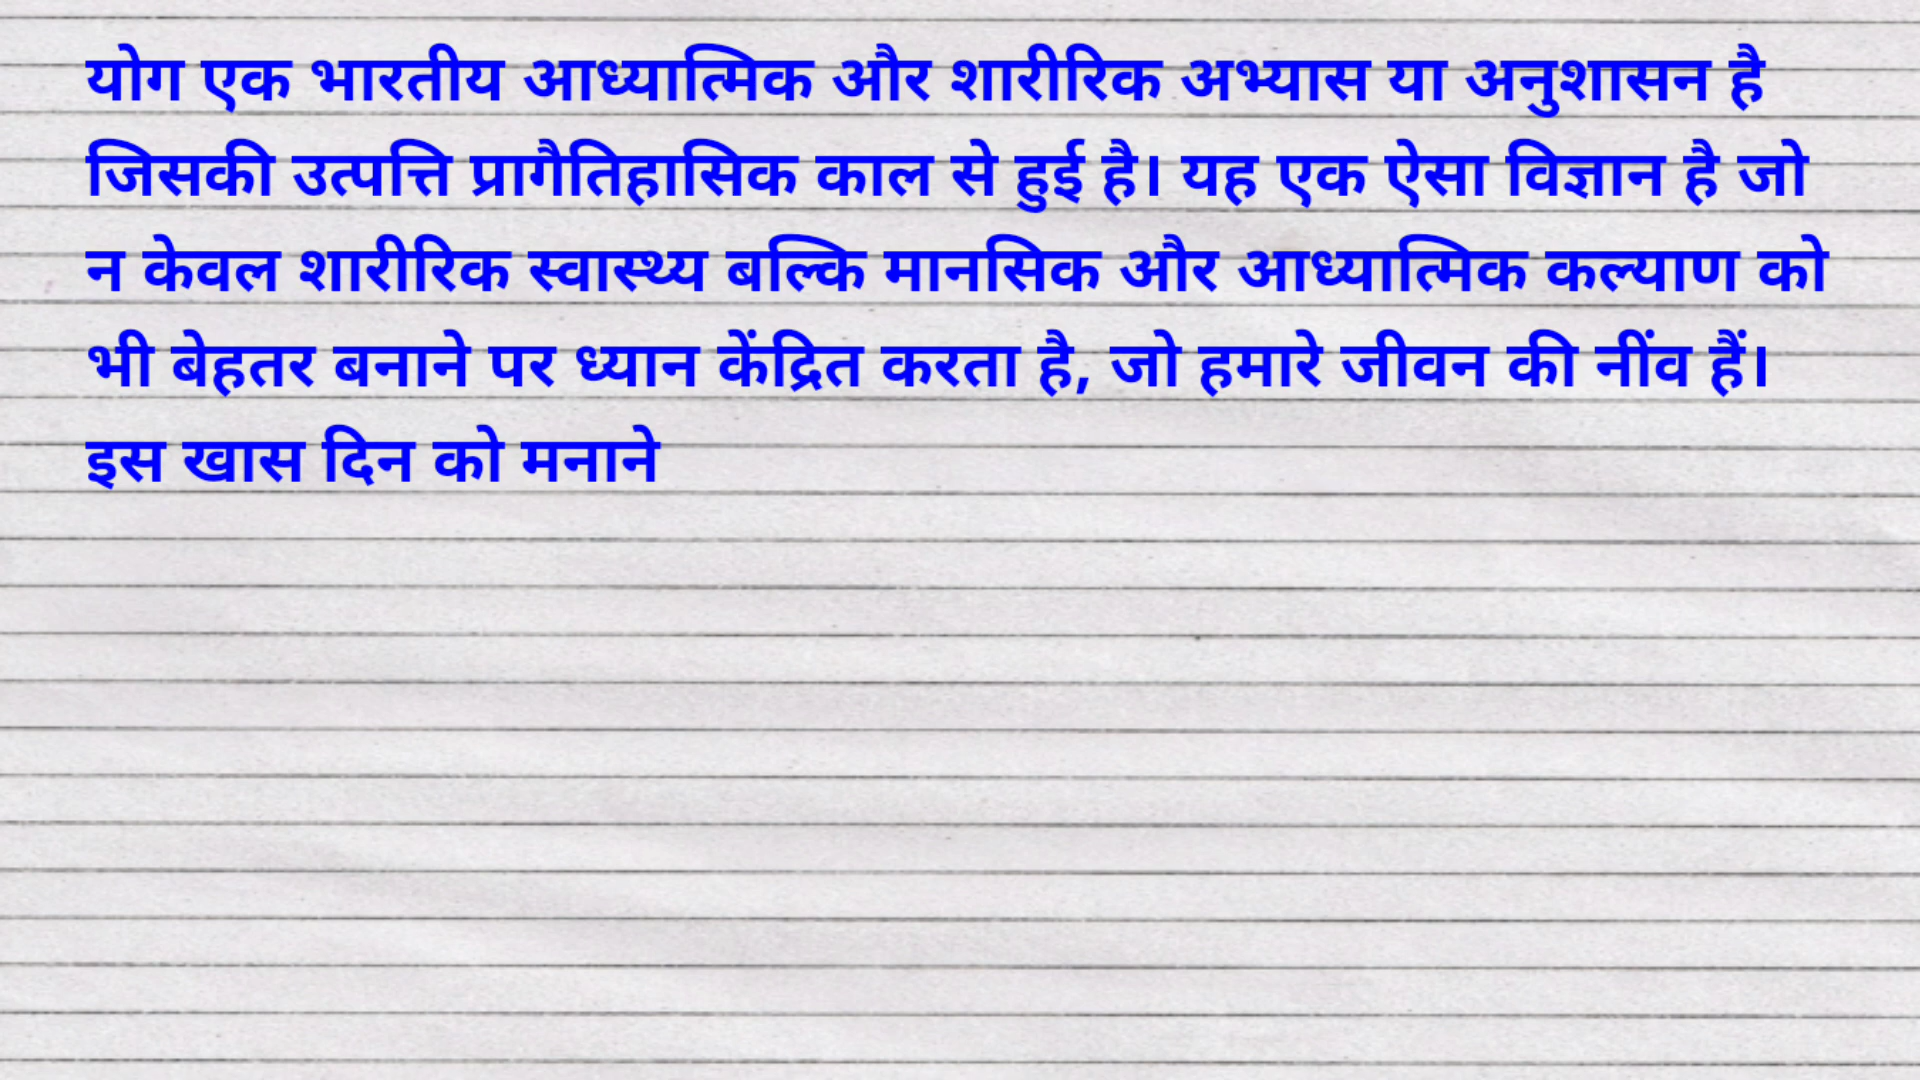 योग एक भारतीय आध्यात्मिक और शारीरिक अभ्यास या अनुशासन है
जिसकी उत्पत्ति प्रागैतिहासिक काल से हुई है। यह एक ऐसा विज्ञान है जो
न केवल शारीरिक स्वास्थ्य बल्कि मानसिक और आध्यात्मिक कल्याण को
भी बेहतर बनाने पर ध्यान केंद्रित करता है, जो हमारे जीवन की नींव हैं।
इस खास दिन को मनाने